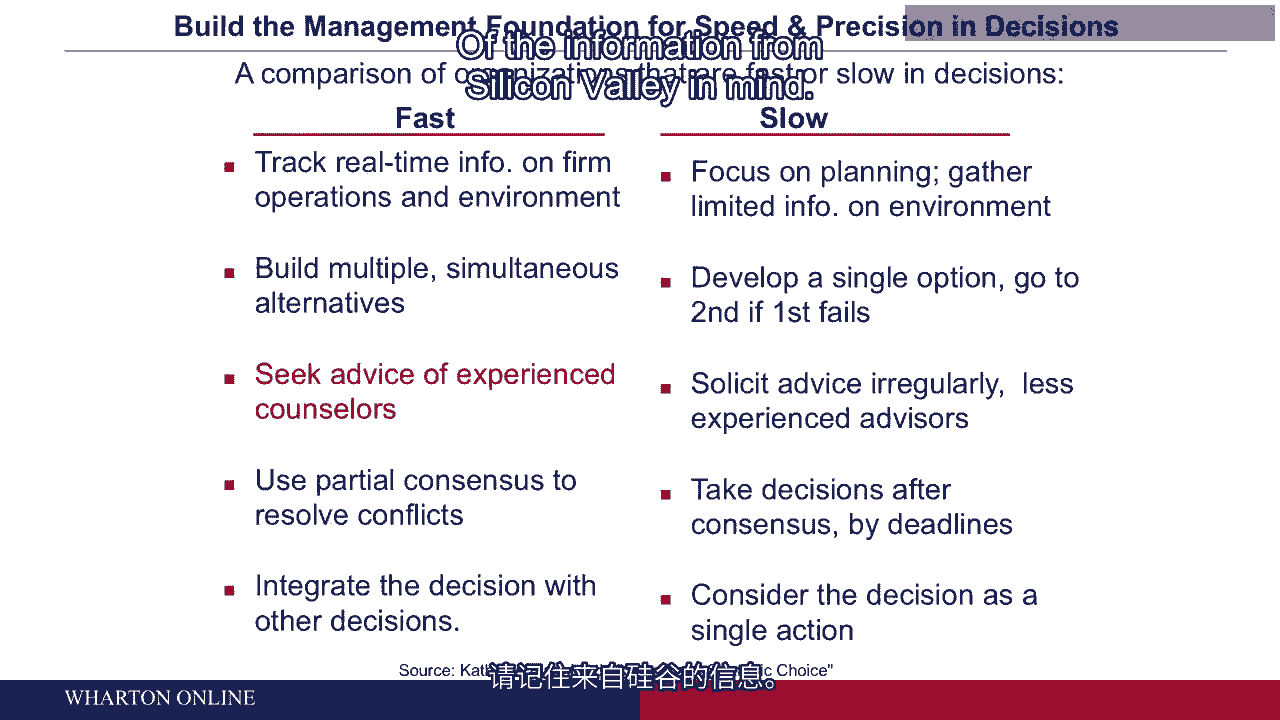 Build the Management Foundation for Speed & Precision in Decisions
Of the information from
Silicon Valley in mind.
A comparison of organizations that are fast or slow in decisions:
Fast
Track real-time info. on firm
operations and environment
Build multiple, simultaneous
alternatives
Seek advice of experienced
counselors
Use partial consensus to
resolve conflicts
Integrate the decision with
other decisions.
Slow
Focus on planning; gather
limited info. on environment
Develop a single option, go to
2nd if 1st fails
Solicit advice irregularly, less
experienced advisors
Take decisions after
consensus, by deadlines
Consider the decision as a
single action
Source: Choice"
请记住来自硅谷的信息。
WHARTON ONLINE